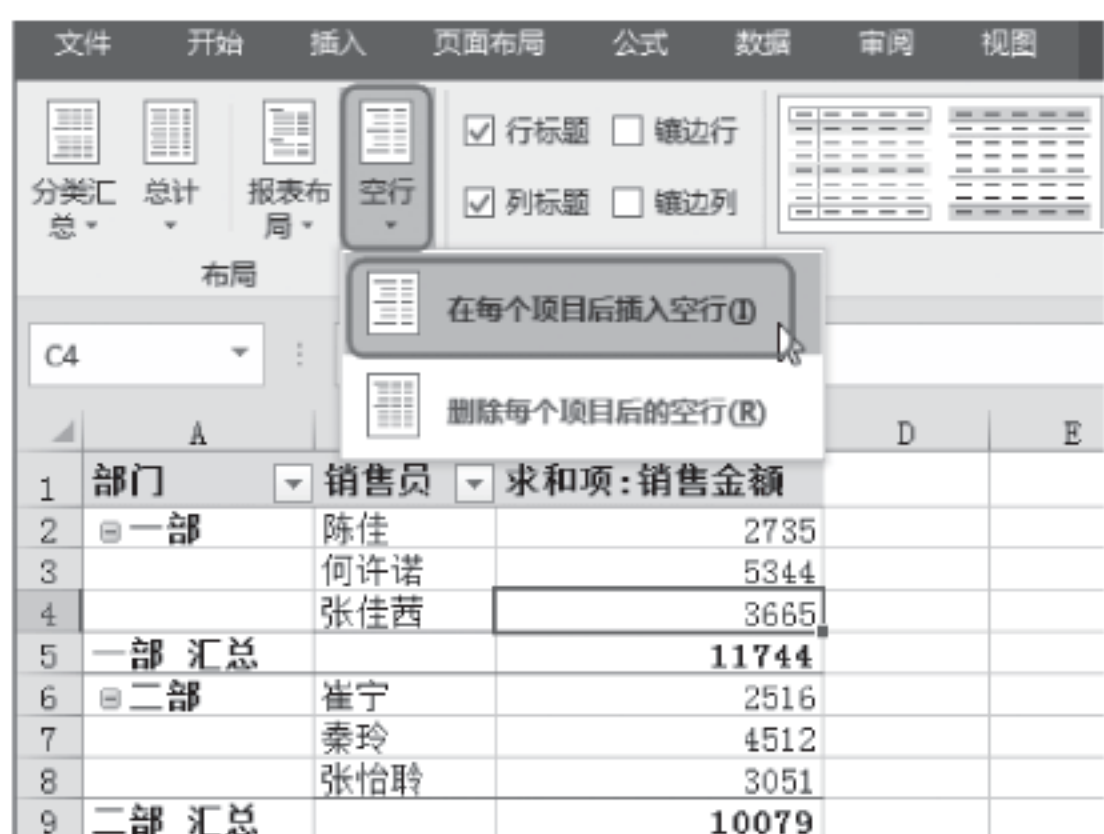 文件 开始 插入 页面布局 公式 数据 审阅 视图
分类汇总 总计 报表布局 空行
行标题 镶边行
列标题 镶边列
布局
在每个项目后插入空行(I)
删除每个项目后的空行(R)
C4
A D E
1 部门 销售员 求和项:销售金额
2 一部 陈佳 2735
3 何许诺 5344
4 张佳茜 3665
5 一部 汇总 11744
6 二部 崔宁 2516
7 秦玲 4512
8 张怡聆 3051
9 二部 汇总 10079